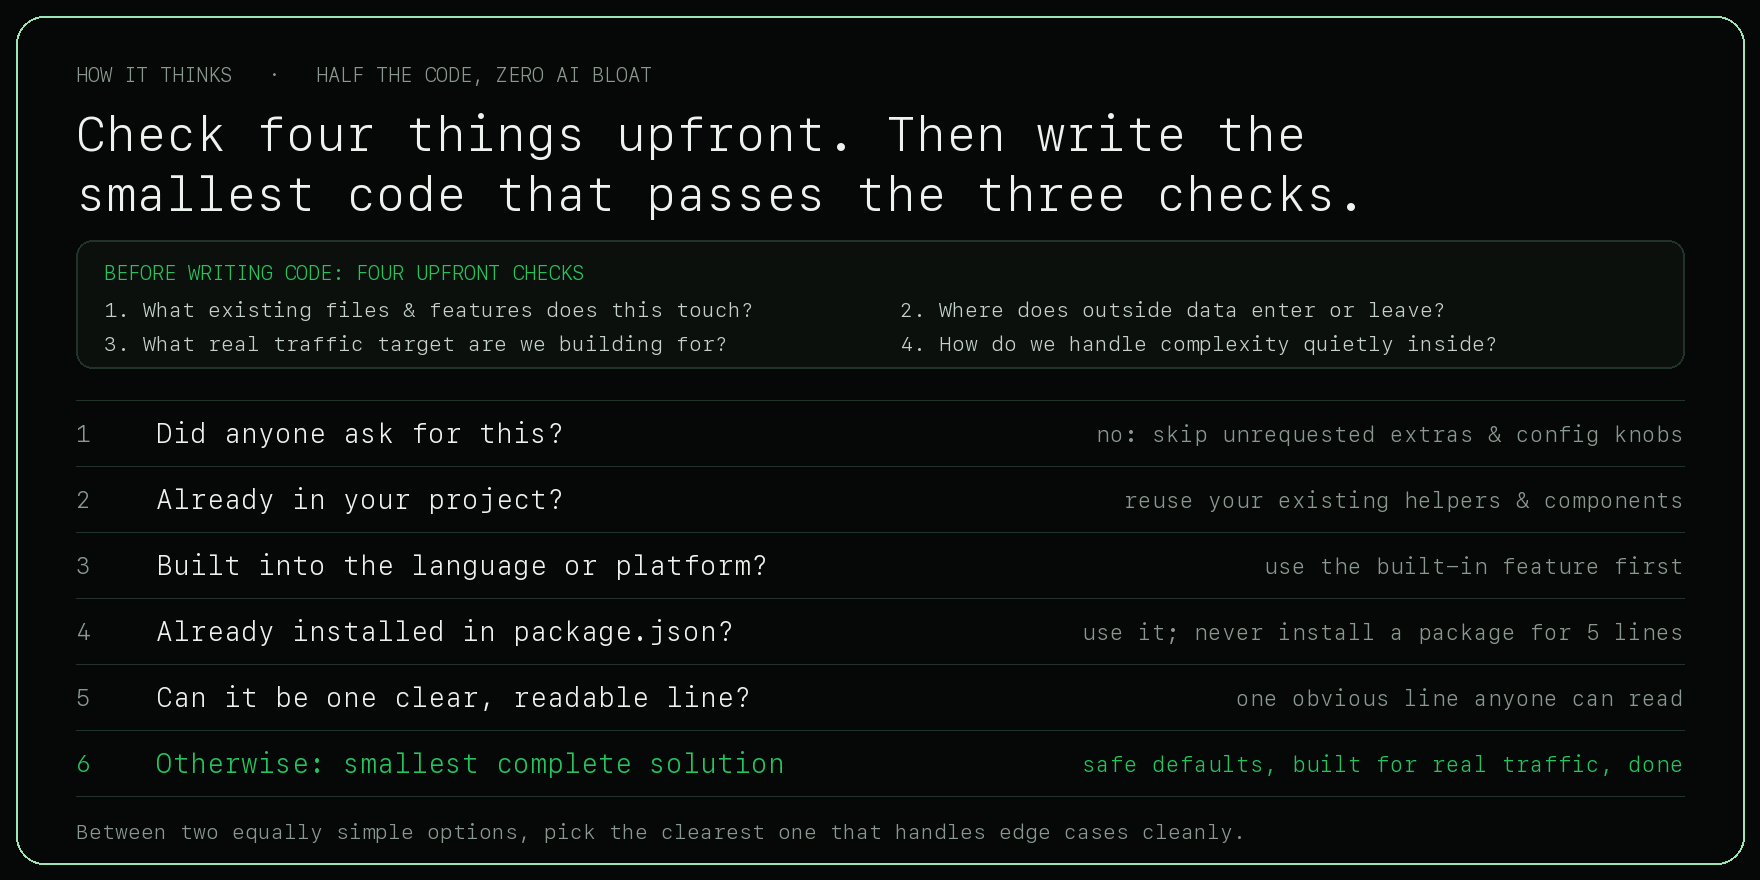 HOW IT THINKS · HALF THE CODE, ZERO AI BLOAT
Check four things upfront. Then write the
smallest code that passes the three checks.
BEFORE WRITING CODE: FOUR UPFRONT CHECKS
1. What existing files & features does this touch?
2. Where does outside data enter or leave?
3. What real traffic target are we building for?
4. How do we handle complexity quietly inside?
1 Did anyone ask for this? no: skip unrequested extras & config knobs
2 Already in your project? reuse your existing helpers & components
3 Built into the language or platform? use the built–in feature first
4 Already installed in package.json? use it; never install a package for 5 lines
5 Can it be one clear, readable line? one obvious line anyone can read
6 Otherwise: smallest complete solution safe defaults, built for real traffic, done
Between two equally simple options, pick the clearest one that handles edge cases cleanly.